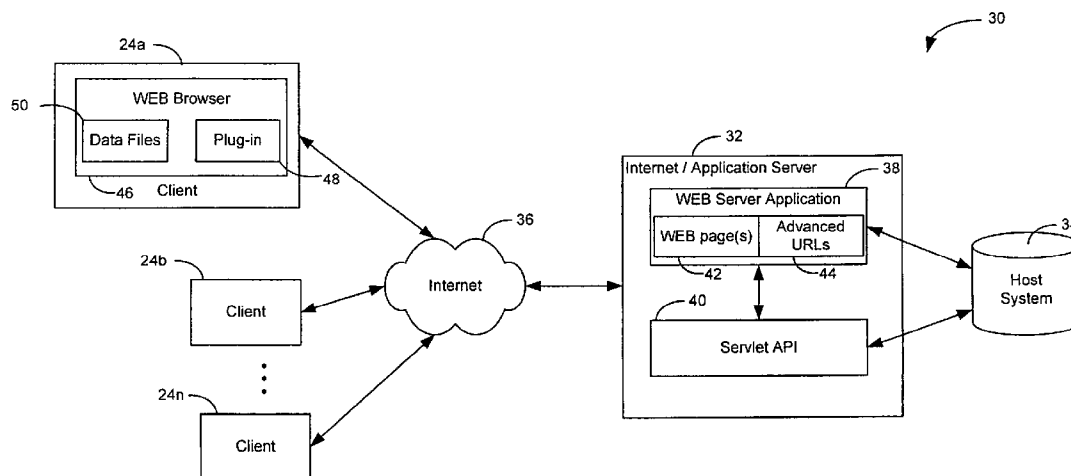 30
24a
WEB Browser
50
Data Files
Plug-in
46
Client
48
32
Internet / Application Server
38
WEB Server Application
WEB page(s)
Advanced
URLs
42
44
36
Internet
24b
Client
24n
Client
40
Servlet API
Host
System